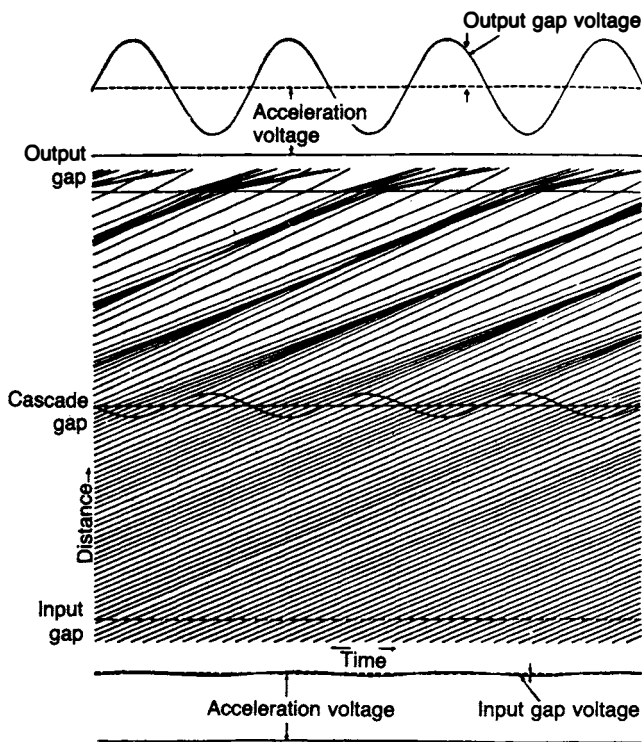 Output gap voltage
Acceleration
voltage
Output
gap
Cascade
gap
Distance→
Input
gap
Time
Acceleration voltage
Input gap voltage